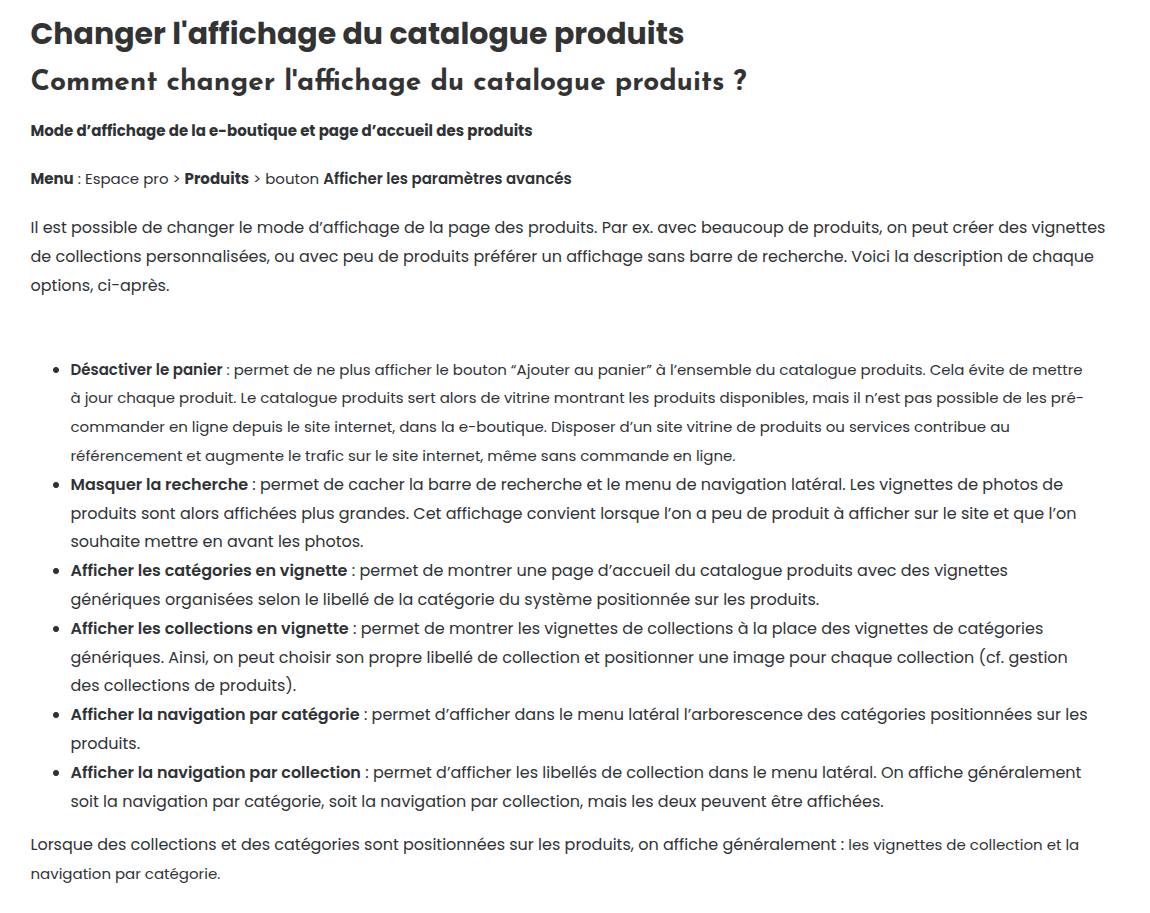 Changer l'affichage du catalogue produits
Comment changer l'affichage du catalogue produits ?
Mode d’affichage de la e-boutique et page d’accueil des produits
Menu : Espace pro > Produits > bouton Afficher les paramètres avancés
Il est possible de changer le mode d’affichage de la page des produits. Par ex. avec beaucoup de produits, on peut créer des vignettes
de collections personnalisées, ou avec peu de produits préférer un affichage sans barre de recherche. Voici la description de chaque
options, ci-après.
• Désactiver le panier : permet de ne plus afficher le bouton “Ajouter au panier” à l’ensemble du catalogue produits. Cela évite de mettre
à jour chaque produit. Le catalogue produits sert alors de vitrine montrant les produits disponibles, mais il n’est pas possible de les pré-
commander en ligne depuis le site internet, dans la e-boutique. Disposer d’un site vitrine de produits ou services contribue au
référencement et augmente le trafic sur le site internet, même sans commande en ligne.
• Masquer la recherche : permet de cacher la barre de recherche et le menu de navigation latéral. Les vignettes de photos de
produits sont alors affichées plus grandes. Cet affichage convient lorsque l’on a peu de produit à afficher sur le site et que l’on
souhaite mettre en avant les photos.
• Afficher les catégories en vignette : permet de montrer une page d’accueil du catalogue produits avec des vignettes
génériques organisées selon le libellé de la catégorie du système positionnée sur les produits.
• Afficher les collections en vignette : permet de montrer les vignettes de collections à la place des vignettes de catégories
génériques. Ainsi, on peut choisir son propre libellé de collection et positionner une image pour chaque collection (cf. gestion
des collections de produits).
• Afficher la navigation par catégorie : permet d’afficher dans le menu latéral l’arborescence des catégories positionnées sur les
produits.
• Afficher la navigation par collection : permet d’afficher les libellés de collection dans le menu latéral. On affiche généralement
soit la navigation par catégorie, soit la navigation par collection, mais les deux peuvent être affichées.
Lorsque des collections et des catégories sont positionnées sur les produits, on affiche généralement : les vignettes de collection et la
navigation par catégorie.